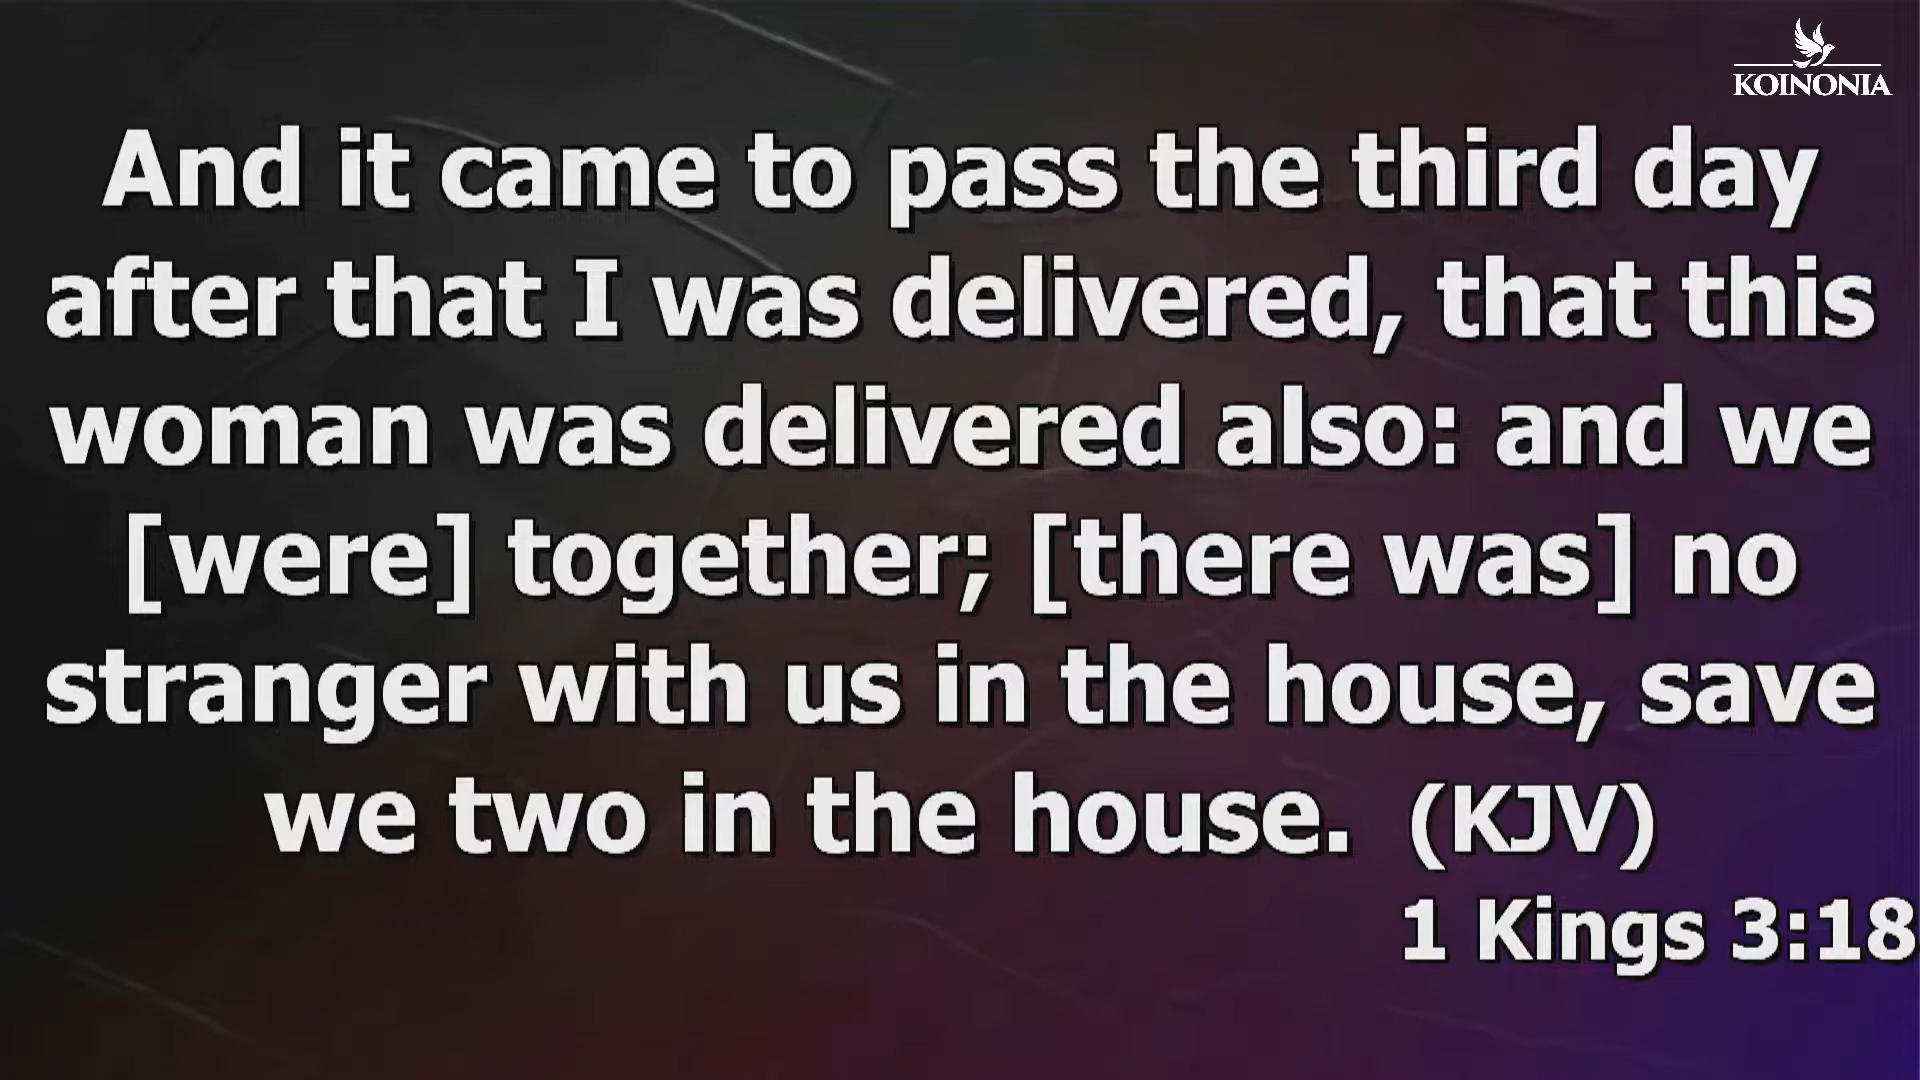 KOINONIA
And it came to pass the third day
after that I was delivered, that this
woman was delivered also: and we
[were] together; [there was] no
stranger with us in the house, save
we two in the house. (KJV)
1 Kings 3:18